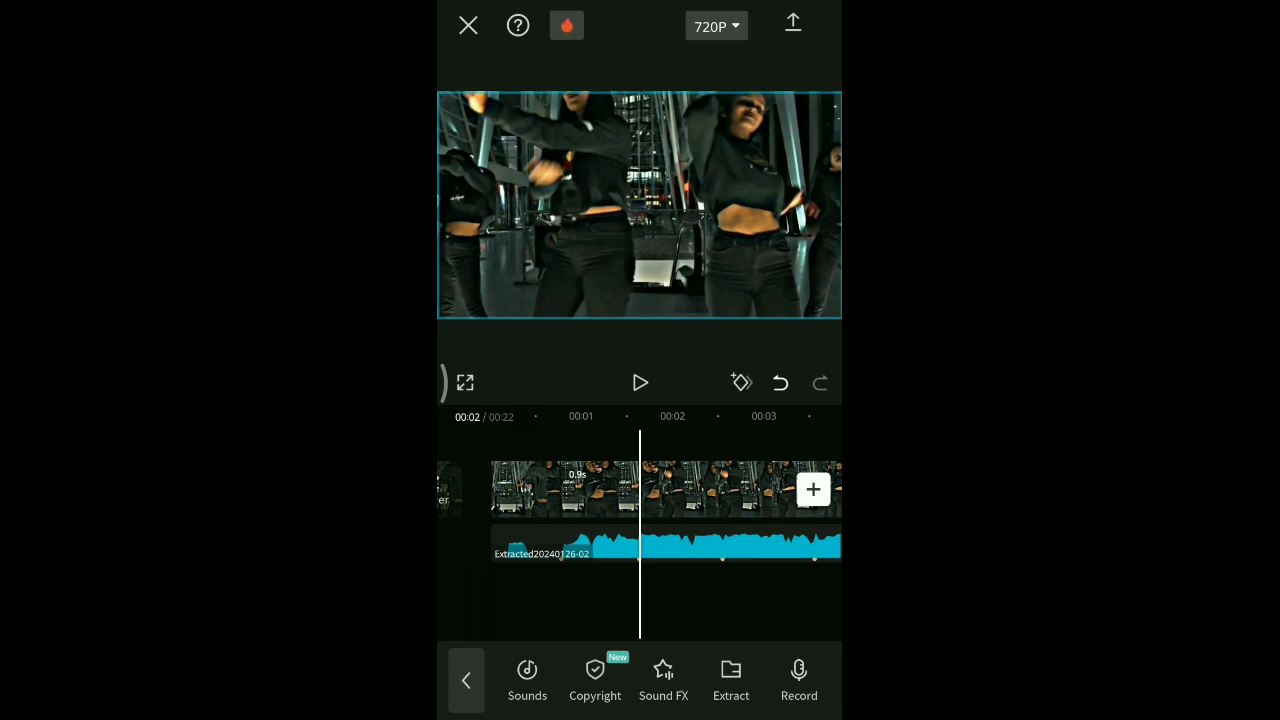 720P
00:02 / 00:22
00:01
00:02
00:03
0.9s
er
Extracted20240126-02
New
Sounds
Copyright
Sound FX
Extract
Record